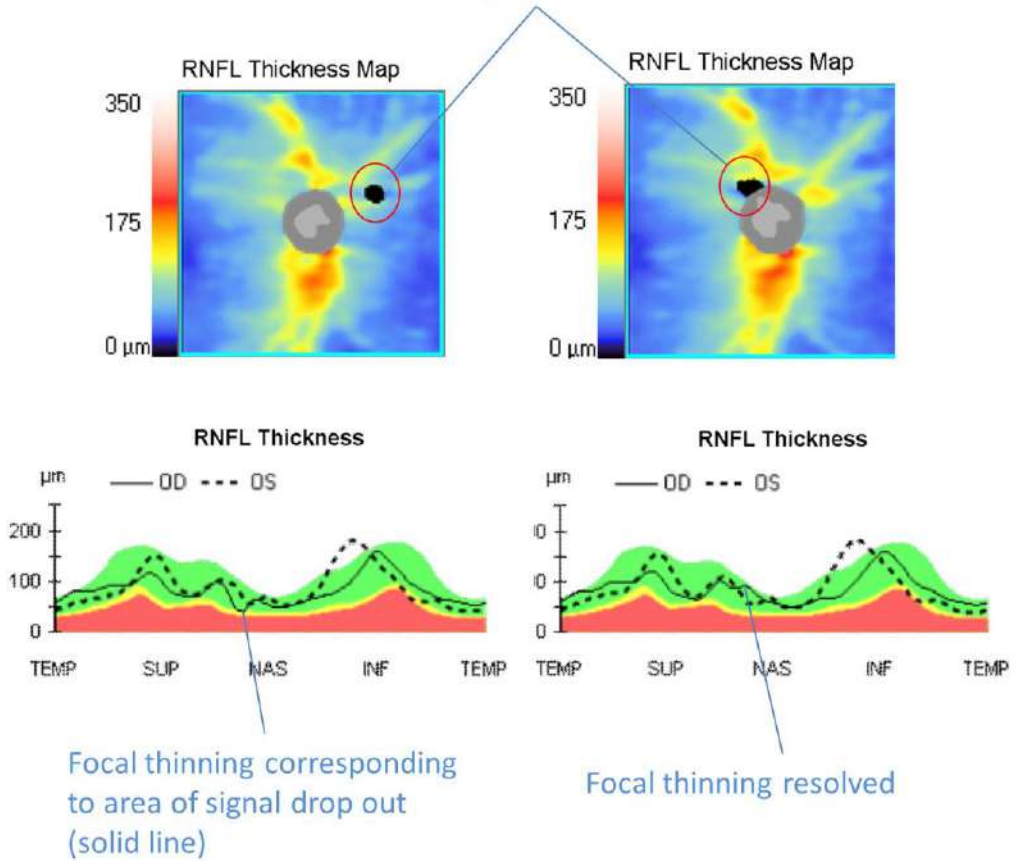 RNFL Thickness Map
350
175
0 µm
RNFL Thickness Map
350
175
0 µm
RNFL Thickness
µm
OD
OS
200
100
0
TEMP
SUP
NAS
INF
TEMP
RNFL Thickness
OD
OS
0
0
0
TEMP
SUP
NAS
INF
TEMP
Focal thinning corresponding
to area of signal drop out
(solid line)
Focal thinning resolved